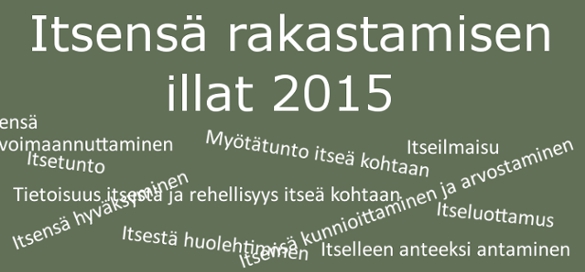 Itsensä rakastamisen
illat 2015
ensä
voimaannuttaminen
Myötätunto itseä kohtaan
Itseilmaisu
Itsetunto
Tietoisuus itsestä ja rehellisyys itseä kohtaan
Itsensä hyväksyminen
Itsensä kunnioittaminen ja arvostaminen
Itseluottamus
Itsestä huolehtiminen
Itselleen anteeksi antaminen